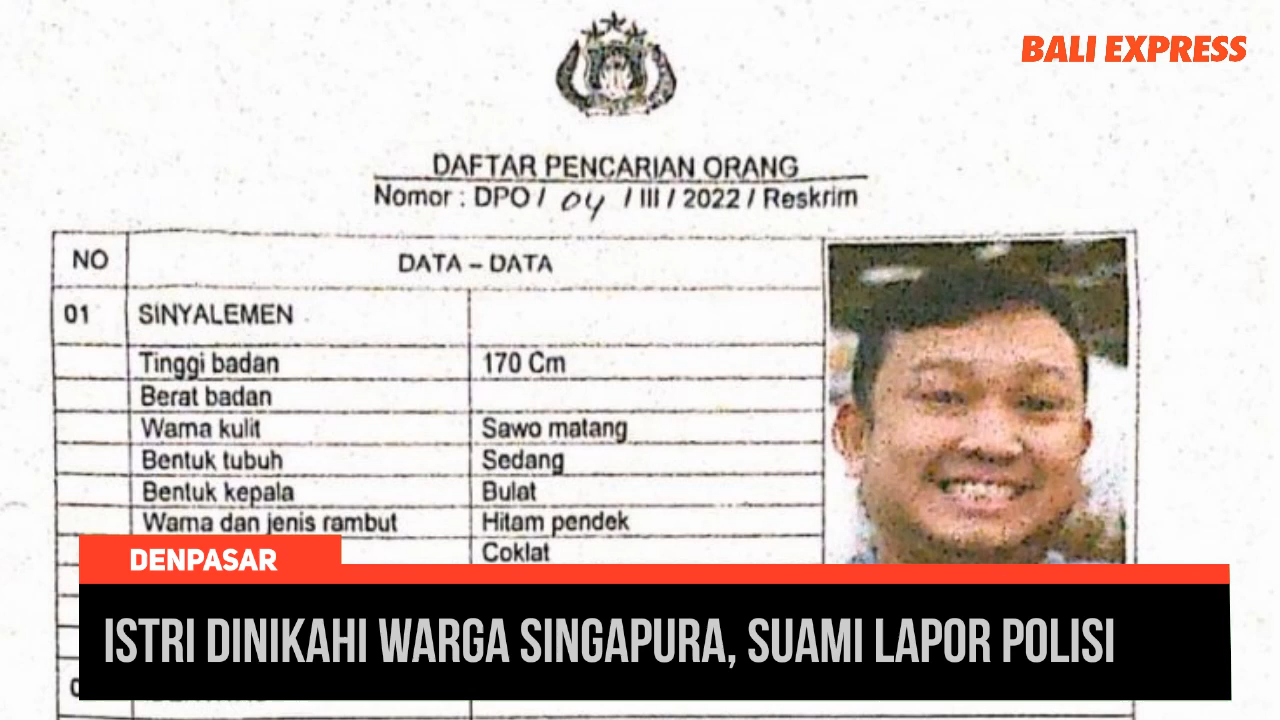 BALI EXPRESS
DAFTAR PENCARIAN ORANG
Nomor : DPO / 04 / III / 2022 / Reskrim
NO DATA – DATA
01 SINYALEMEN
Tinggi badan 170 Cm
Berat badan
Warna kulit Sawo matang
Bentuk tubuh Sedang
Bentuk kepala Bulat
Warna dan jenis rambut Hitam pendek
Coklat
DENPASAR
ISTRI DINIKAHI WARGA SINGAPURA, SUAMI LAPOR POLISI